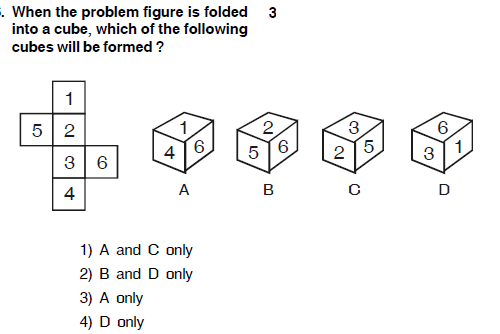 . When the problem figure is folded 3
into a cube, which of the following
cubes will be formed ?
1
5 2
3 6
4
1
4 6
A
2
5 6
B
3
2 5
C
6
3 1
D
1) A and C only
2) B and D only
3) A only
4) D only